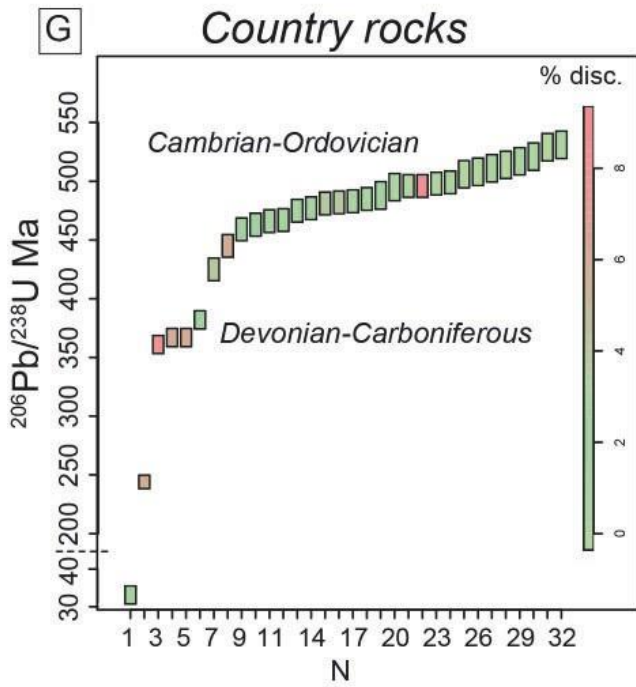 G
Country rocks
% disc.
Cambrian-Ordovician
Devonian-Carboniferous
²⁰⁶Pb/²³⁸U Ma
550
500
450
400
350
300
250
200
40
30
8
6
4
2
0
1 3 5 7 9 11 14 17 20 23 26 29 32
N